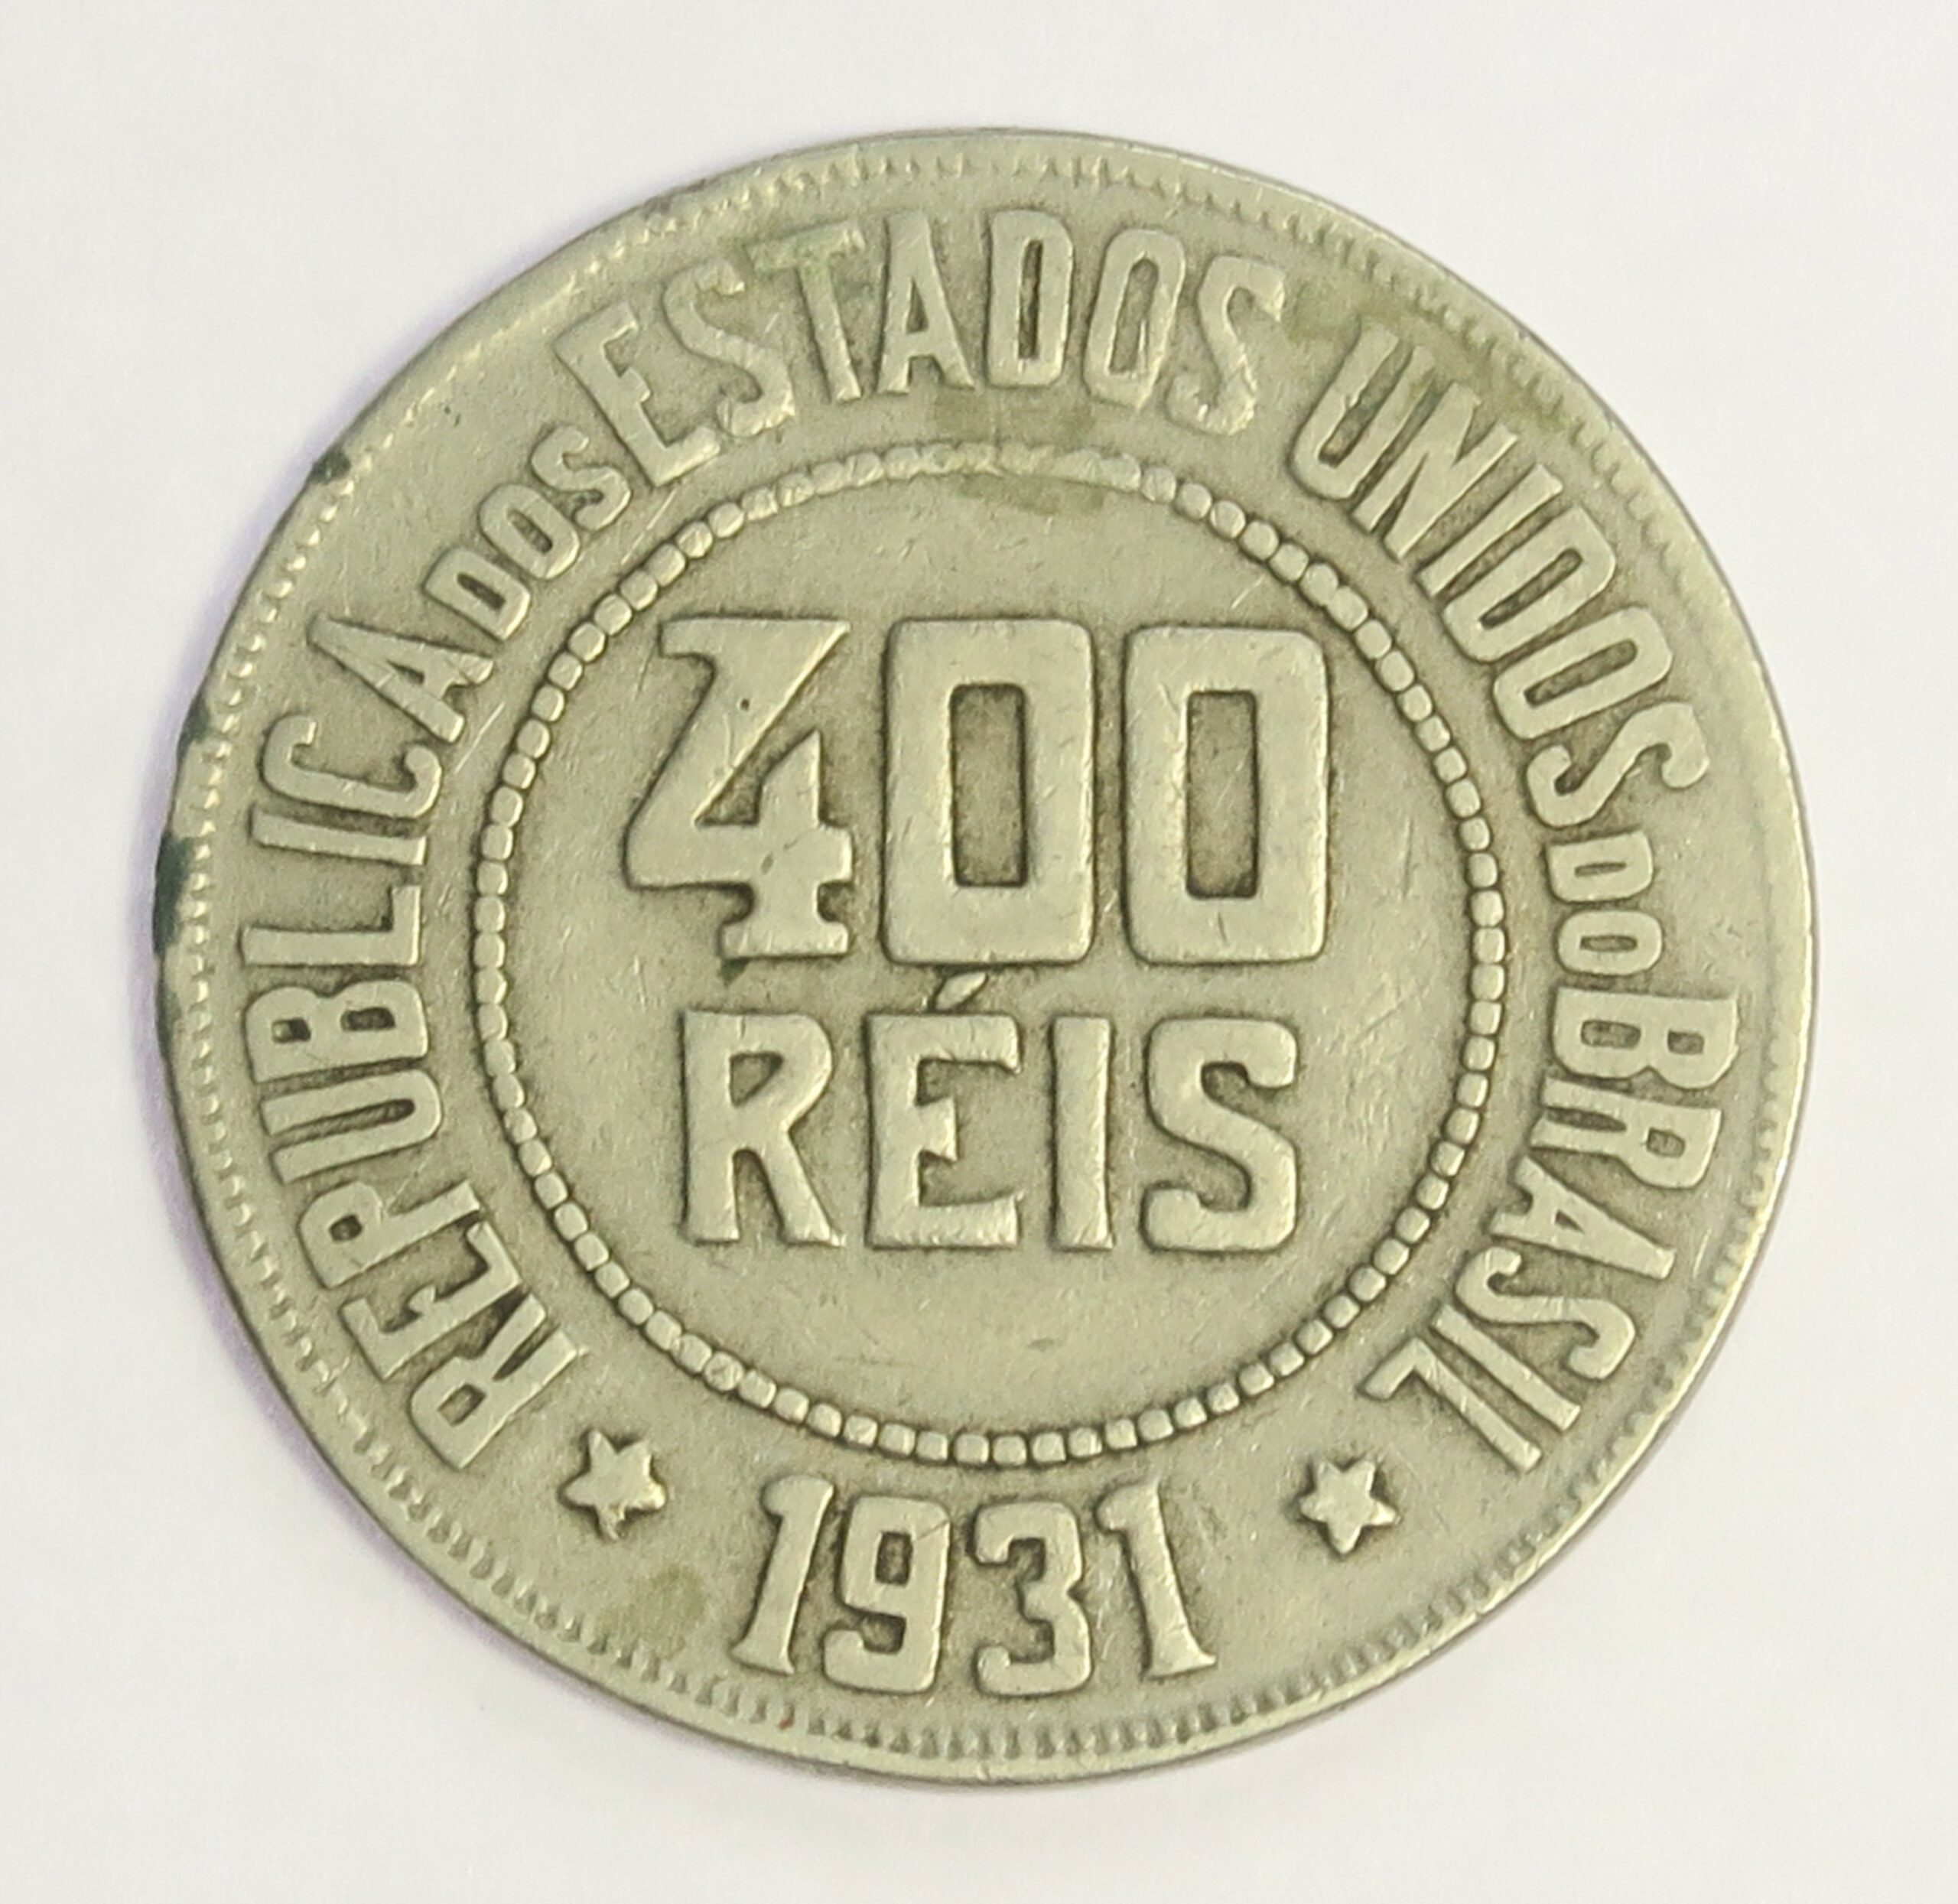 REPUBLICA DOS ESTADOS UNIDOS DO BRASIL
400
RÉIS
1931